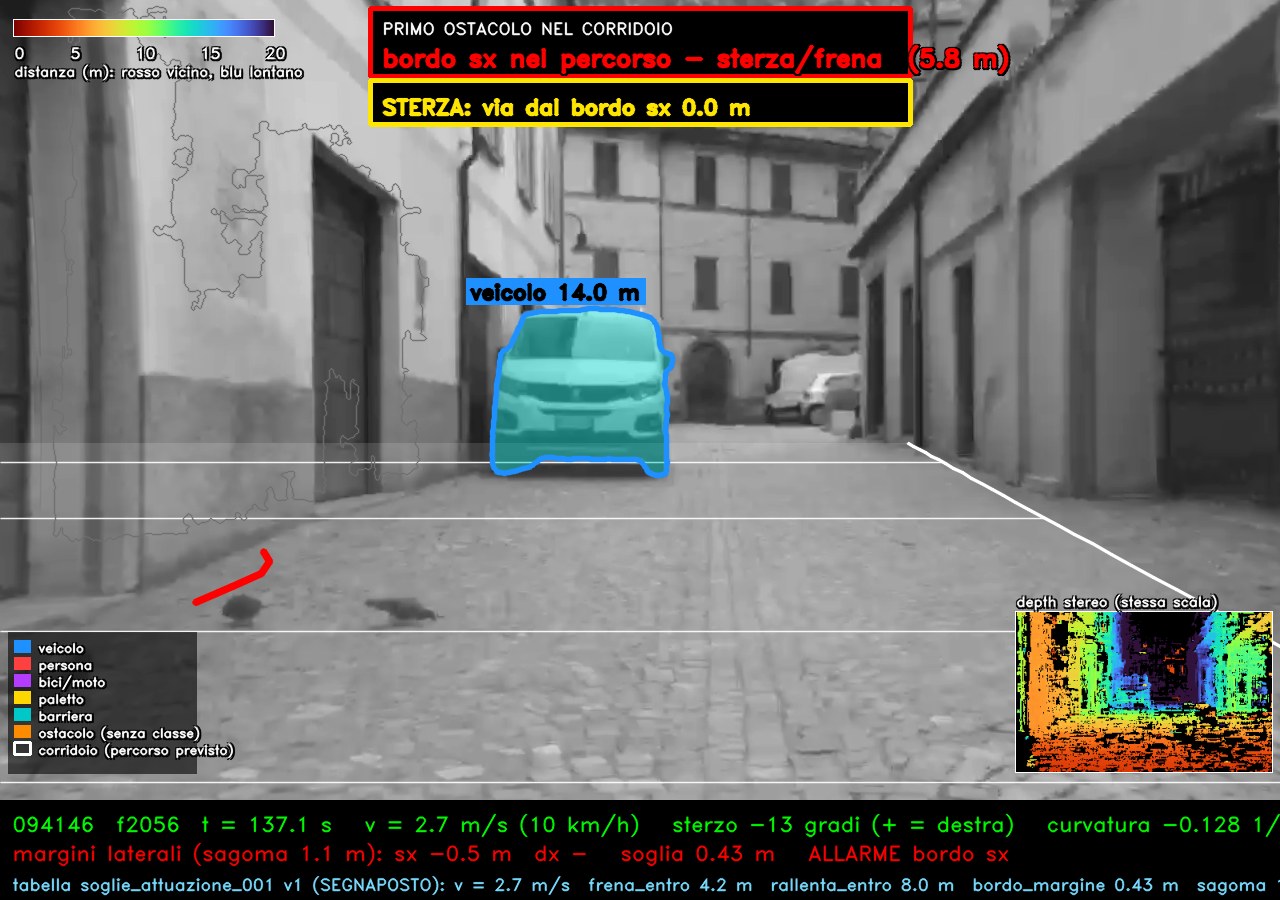 PRIMO OSTACOLO NEL CORRIDOIO
bordo sx nel percorso - sterza/frena (5.8 m)
STERZA: via dal bordo sx 0.0 m
0 5 10 15 20
distanza (m): rosso vicino, blu lontano
veicolo 14.0 m
depth stereo (stessa scala)
veicolo
persona
bici/moto
paletto
barriera
ostacolo (senza classe)
corridoio (percorso previsto)
094146 f2056 t = 137.1 s v = 2.7 m/s (10 km/h) sterzo -13 gradi (+ = destra) curvatura -0.128 1/
margini laterali (sagoma 1.1 m): sx -0.5 m dx - soglia 0.43 m ALLARME bordo sx
tabella soglie_attuazione_001 v1 (SEGNAPOSTO): v = 2.7 m/s frena_entro 4.2 m rallenta_entro 8.0 m bordo_margine 0.43 m sagoma